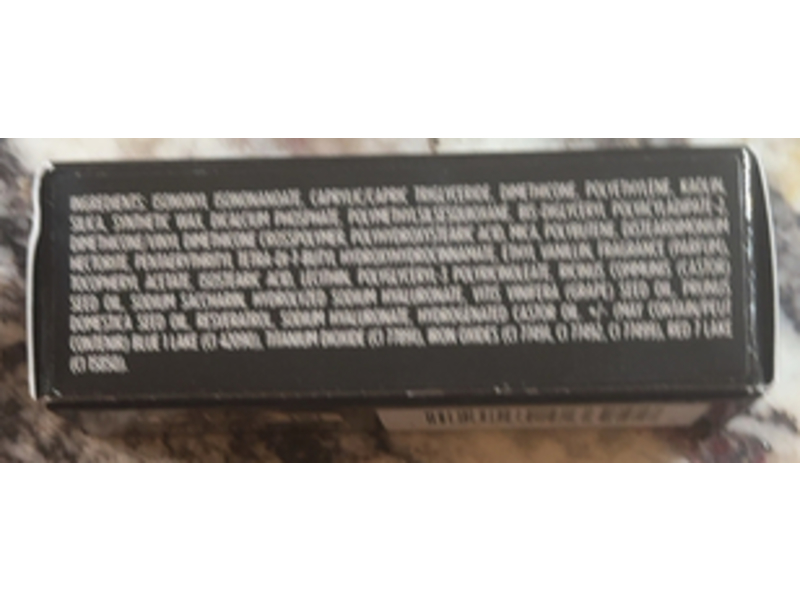 INGREDIENTS: ISONONYL ISONONANOATE, CAPRYLIC/CAPRIC TRIGLYCERIDE, DIMETHICONE, POLYETHYLENE, KAOLIN,
SILICA, SYNTHETIC WAX, DICALCIUM PHOSPHATE, POLYMETHYLSILSESQUIOXANE, BIS-DIGLYCERYL POLYACYLADIPATE-2,
DIMETHICONE/VINYL DIMETHICONE CROSSPOLYMER, POLYHYDROXYSTEARIC ACID, MICA, POLYBUTENE,
PENTAERYTHRITYL TETRA-DI-T-BUTYL HYDROXYHYDROCINNAMATE, ETHYL VANILLIN, FRAGRANCE (PARFUM),
TOCOPHERYL ACETATE, ISOSTEARIC ACID, LECITHIN, POLYGLYCERYL-3 POLYRICINOLEATE, RICINUS COMMUNIS (CASTOR)
SEED OIL, SODIUM SACCHARIN, HYDROLYZED SODIUM HYALURONATE, VITIS VINIFERA (GRAPE) SEED OIL, PRUNUS
DOMESTICA SEED OIL, RESVERATROL, SODIUM HYALURONATE, HYDROGENATED CASTOR OIL +/- (MAY CONTAIN/PEUT
CONTENIR) BLUE 1 LAKE (CI 42090), TITANIUM DIOXIDE (CI 77891), IRON OXIDES (CI 77491, CI 77492, CI 77499), RED 7 LAKE
(CI 15850).